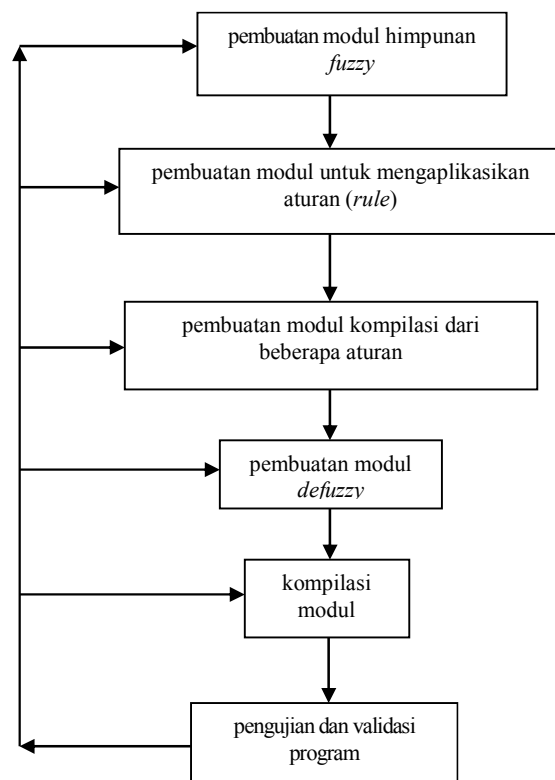 pembuatan modul himpunan
fuzzy
pembuatan modul untuk mengaplikasikan
aturan (rule)
pembuatan modul kompilasi dari
beberapa aturan
pembuatan modul
defuzzy
kompilasi
modul
pengujian dan validasi
program